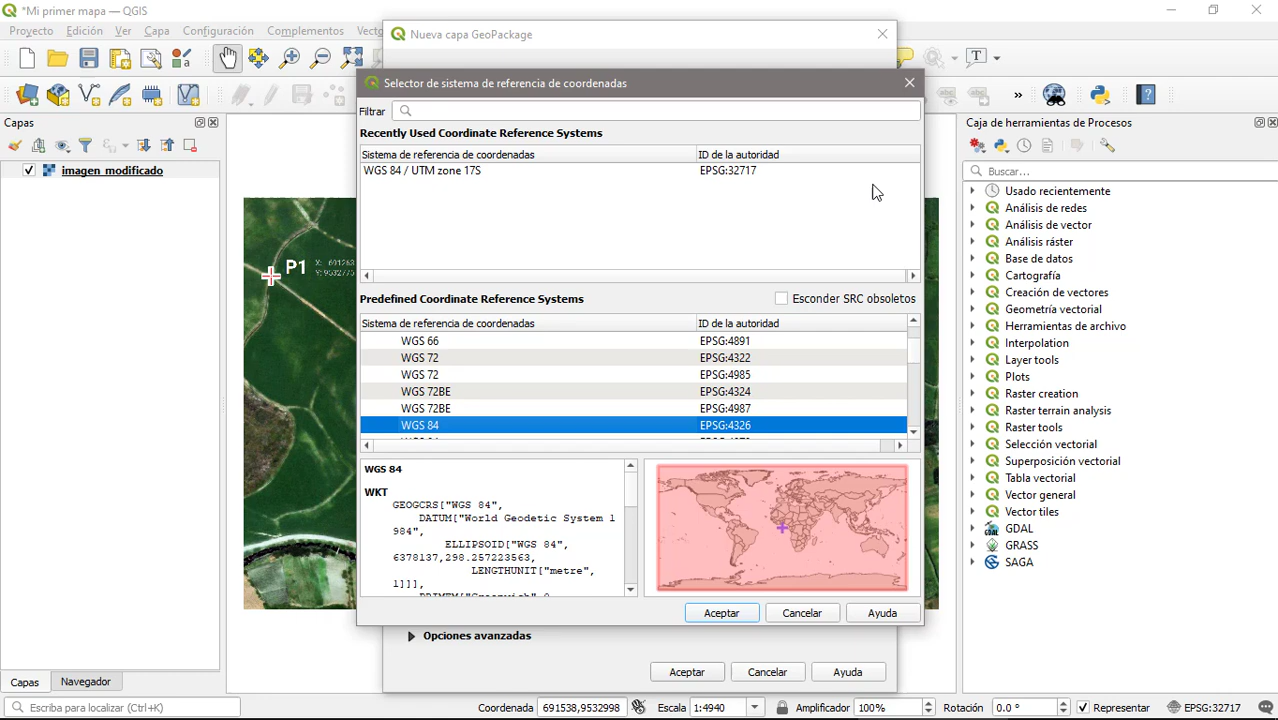 *Mi primer mapa - QGIS
Proyecto Edición Ver Capa Configuración Complementos
Nueva capa GeoPackage
T
Selector de sistema de referencia de coordenadas
Filtrar
Recently Used Coordinate Reference Systems
Sistema de referencia de coordenadas ID de la autoridad
WGS 84 / UTM zone 17S EPSG:32717
Predefined Coordinate Reference Systems
Esconder SRC obsoletos
Sistema de referencia de coordenadas ID de la autoridad
WGS 66 EPSG:4891
WGS 72 EPSG:4322
WGS 72 EPSG:4985
WGS 72BE EPSG:4324
WGS 72BE EPSG:4987
WGS 84 EPSG:4326
WGS 84
WKT
GEOGCRS["WGS 84",
DATUM["World Geodetic System 1
984",
ELLIPSOID["WGS 84",
6378137,298.257223563,
LENGTHUNIT["metre",
1]]],
Aceptar Cancelar Ayuda
Opciones avanzadas
Aceptar Cancelar Ayuda
Capas
imagen_modificado
P1
Capas Navegador
Caja de herramientas de Procesos
Buscar...
Usado recientemente
Análisis de redes
Análisis de vector
Análisis ráster
Base de datos
Cartografía
Creación de vectores
Geometría vectorial
Herramientas de archivo
Interpolation
Layer tools
Plots
Raster creation
Raster terrain analysis
Raster tools
Selección vectorial
Superposición vectorial
Tabla vectorial
Vector general
Vector tiles
GDAL
GRASS
SAGA
Escriba para localizar (Ctrl+K) Coordenada 691538,9532998 Escala 1:4940 Amplificador 100% Rotación 0.0 ° Representar EPSG:32717